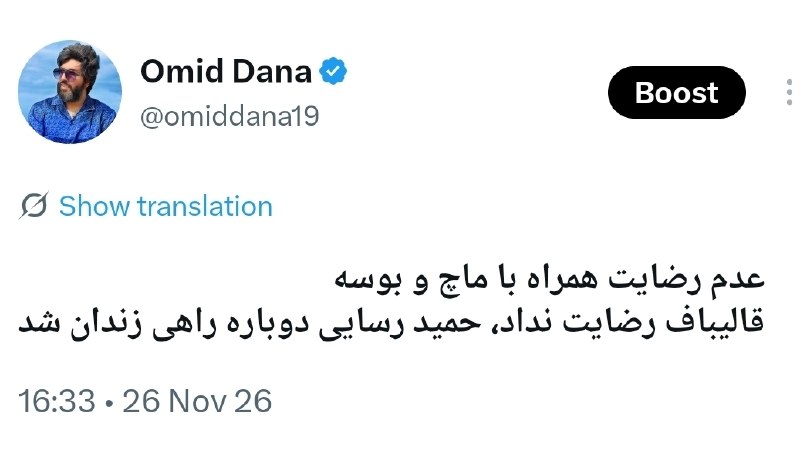 Omid Dana
@omiddana19
Boost
Show translation
عدم رضایت همراه با ماچ و بوسه
قالیباف رضایت نداد، حمید رسایی دوباره راهی زندان شد
16:33 • 26 Nov 26